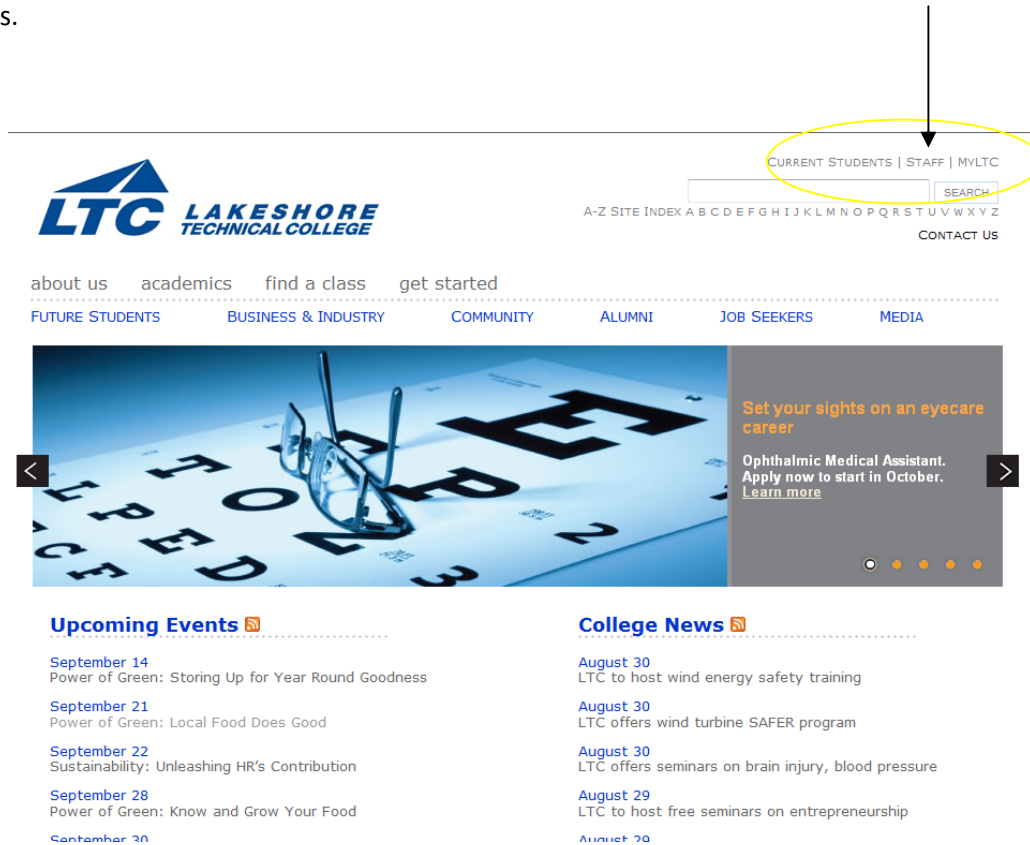 s.
CURRENT STUDENTS | STAFF | MYLTC
SEARCH
LTC LAKESHORE
TECHNICAL COLLEGE
A-Z SITE INDEX A B C D E F G H I J K L M N O P Q R S T U V W X Y Z
CONTACT US
about us academics find a class get started
FUTURE STUDENTS BUSINESS & INDUSTRY COMMUNITY ALUMNI JOB SEEKERS MEDIA
E
T O Z P 2
L P E D
C F D 3
Set your sights on an eyecare
career
Ophthalmic Medical Assistant.
Apply now to start in October.
Learn more
Upcoming Events
September 14
Power of Green: Storing Up for Year Round Goodness
September 21
Power of Green: Local Food Does Good
September 22
Sustainability: Unleashing HR's Contribution
September 28
Power of Green: Know and Grow Your Food
September 30
College News
August 30
LTC to host wind energy safety training
August 30
LTC offers wind turbine SAFER program
August 30
LTC offers seminars on brain injury, blood pressure
August 29
LTC to host free seminars on entrepreneurship
August 29